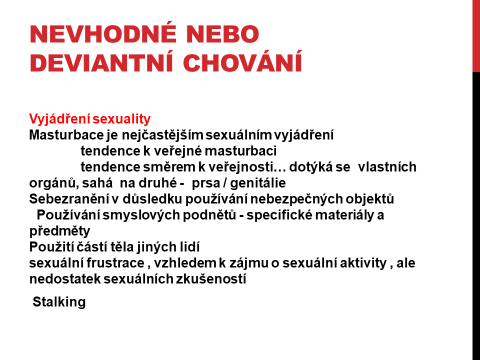 NEVHODNÉ NEBO
DEVIANTNÍ CHOVÁNÍ
Vyjádření sexuality
Masturbace je nejčastějším sexuálním vyjádření
tendence k veřejné masturbaci
tendence směrem k veřejnosti… dotýká se vlastních
orgánů, sahá na druhé - prsa / genitálie
Sebezranění v důsledku používání nebezpečných objektů
Používání smyslových podnětů - specifické materiály a
předměty
Použití částí těla jiných lidí
sexuální frustrace , vzhledem k zájmu o sexuální aktivity , ale
nedostatek sexuálních zkušeností
Stalking